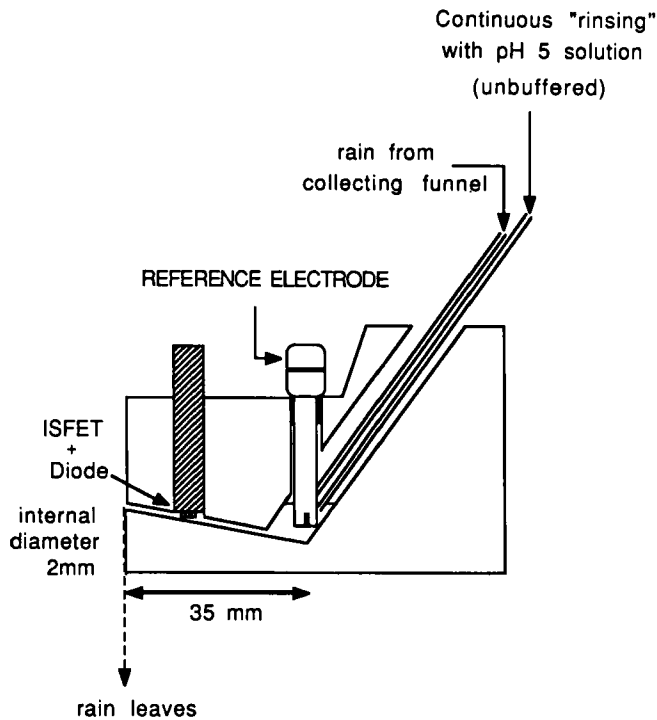 Continuous "rinsing"
with pH 5 solution
(unbuffered)
rain from
collecting funnel
REFERENCE ELECTRODE
ISFET
+
Diode
internal
diameter
2mm
35 mm
rain leaves